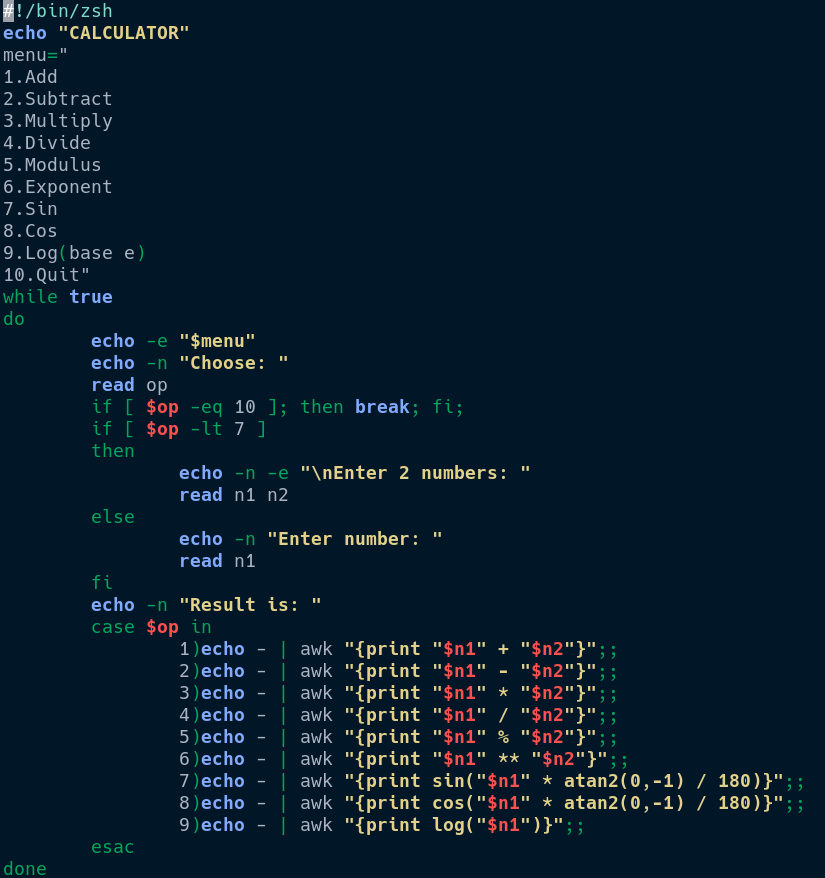 #!/bin/zsh
echo "CALCULATOR"
menu="
1.Add
2.Subtract
3.Multiply
4.Divide
5.Modulus
6.Exponent
7.Sin
8.Cos
9.Log(base e)
10.Quit"
while true
do
        echo -e "$menu"
        echo -n "Choose: "
        read op
        if [ $op -eq 10 ]; then break; fi;
        if [ $op -lt 7 ]
        then
                echo -n -e "\nEnter 2 numbers: "
                read n1 n2
        else
                echo -n "Enter number: "
                read n1
        fi
        echo -n "Result is: "
        case $op in
                1)echo - | awk "{print "$n1" + "$n2"}";;
                2)echo - | awk "{print "$n1" - "$n2"}";;
                3)echo - | awk "{print "$n1" * "$n2"}";;
                4)echo - | awk "{print "$n1" / "$n2"}";;
                5)echo - | awk "{print "$n1" % "$n2"}";;
                6)echo - | awk "{print "$n1" ** "$n2"}";;
                7)echo - | awk "{print sin("$n1" * atan2(0,-1) / 180)}";;
                8)echo - | awk "{print cos("$n1" * atan2(0,-1) / 180)}";;
                9)echo - | awk "{print log("$n1")}";;
        esac
done